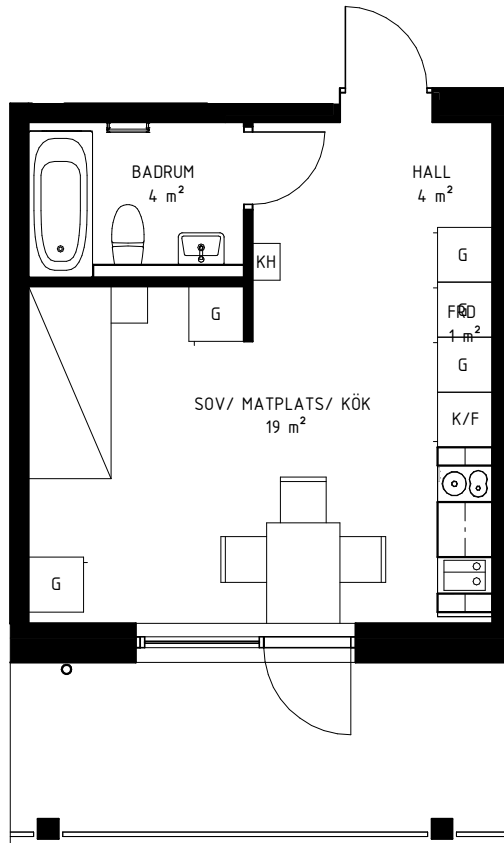 BADRUM
4 m²
HALL
4 m²
G
KH
G
G
FRD
1 m²
G
K/F
SOV/ MATPLATS/ KÖK
19 m²
G